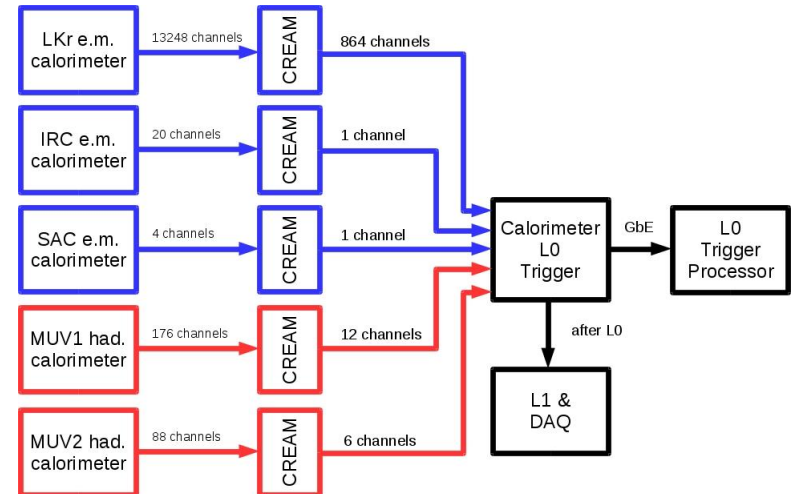 LKr e.m.
calorimeter
13248 channels
CREAM
864 channels
IRC e.m.
calorimeter
20 channels
CREAM
1 channel
SAC e.m.
calorimeter
4 channels
CREAM
1 channel
MUV1 had.
calorimeter
176 channels
CREAM
12 channels
MUV2 had.
calorimeter
88 channels
CREAM
6 channels
Calorimeter
L0
Trigger
GbE
L0
Trigger
Processor
after L0
L1 &
DAQ